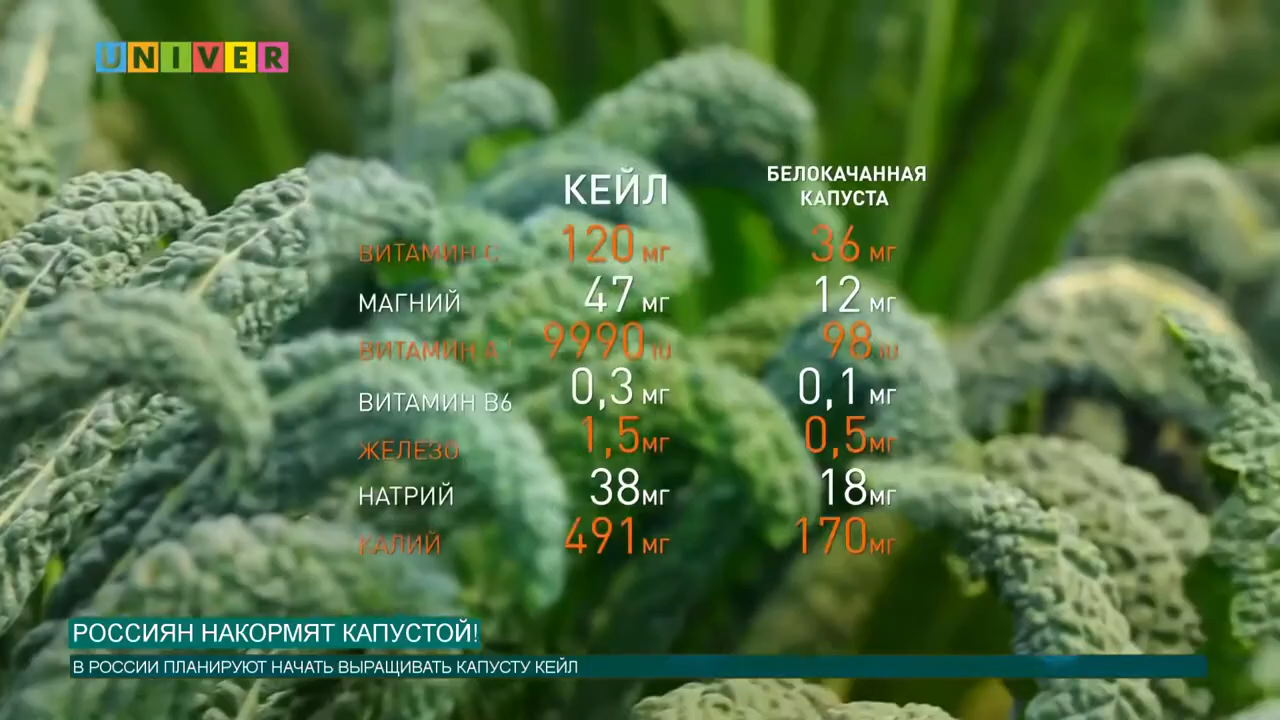 UNIVER
КЕЙЛ
БЕЛОКАЧАННАЯ
КАПУСТА
ВИТАМИН С 120 мг 36 мг
МАГНИЙ 47 мг 12 мг
ВИТАМИН А 9990 IU 98 IU
ВИТАМИН В6 0,3 мг 0,1 мг
ЖЕЛЕЗО 1,5мг 0,5мг
НАТРИЙ 38мг 18мг
КАЛИЙ 491мг 170мг
РОССИЯН НАКОРМЯТ КАПУСТОЙ!
В РОССИИ ПЛАНИРУЮТ НАЧАТЬ ВЫРАЩИВАТЬ КАПУСТУ КЕЙЛ